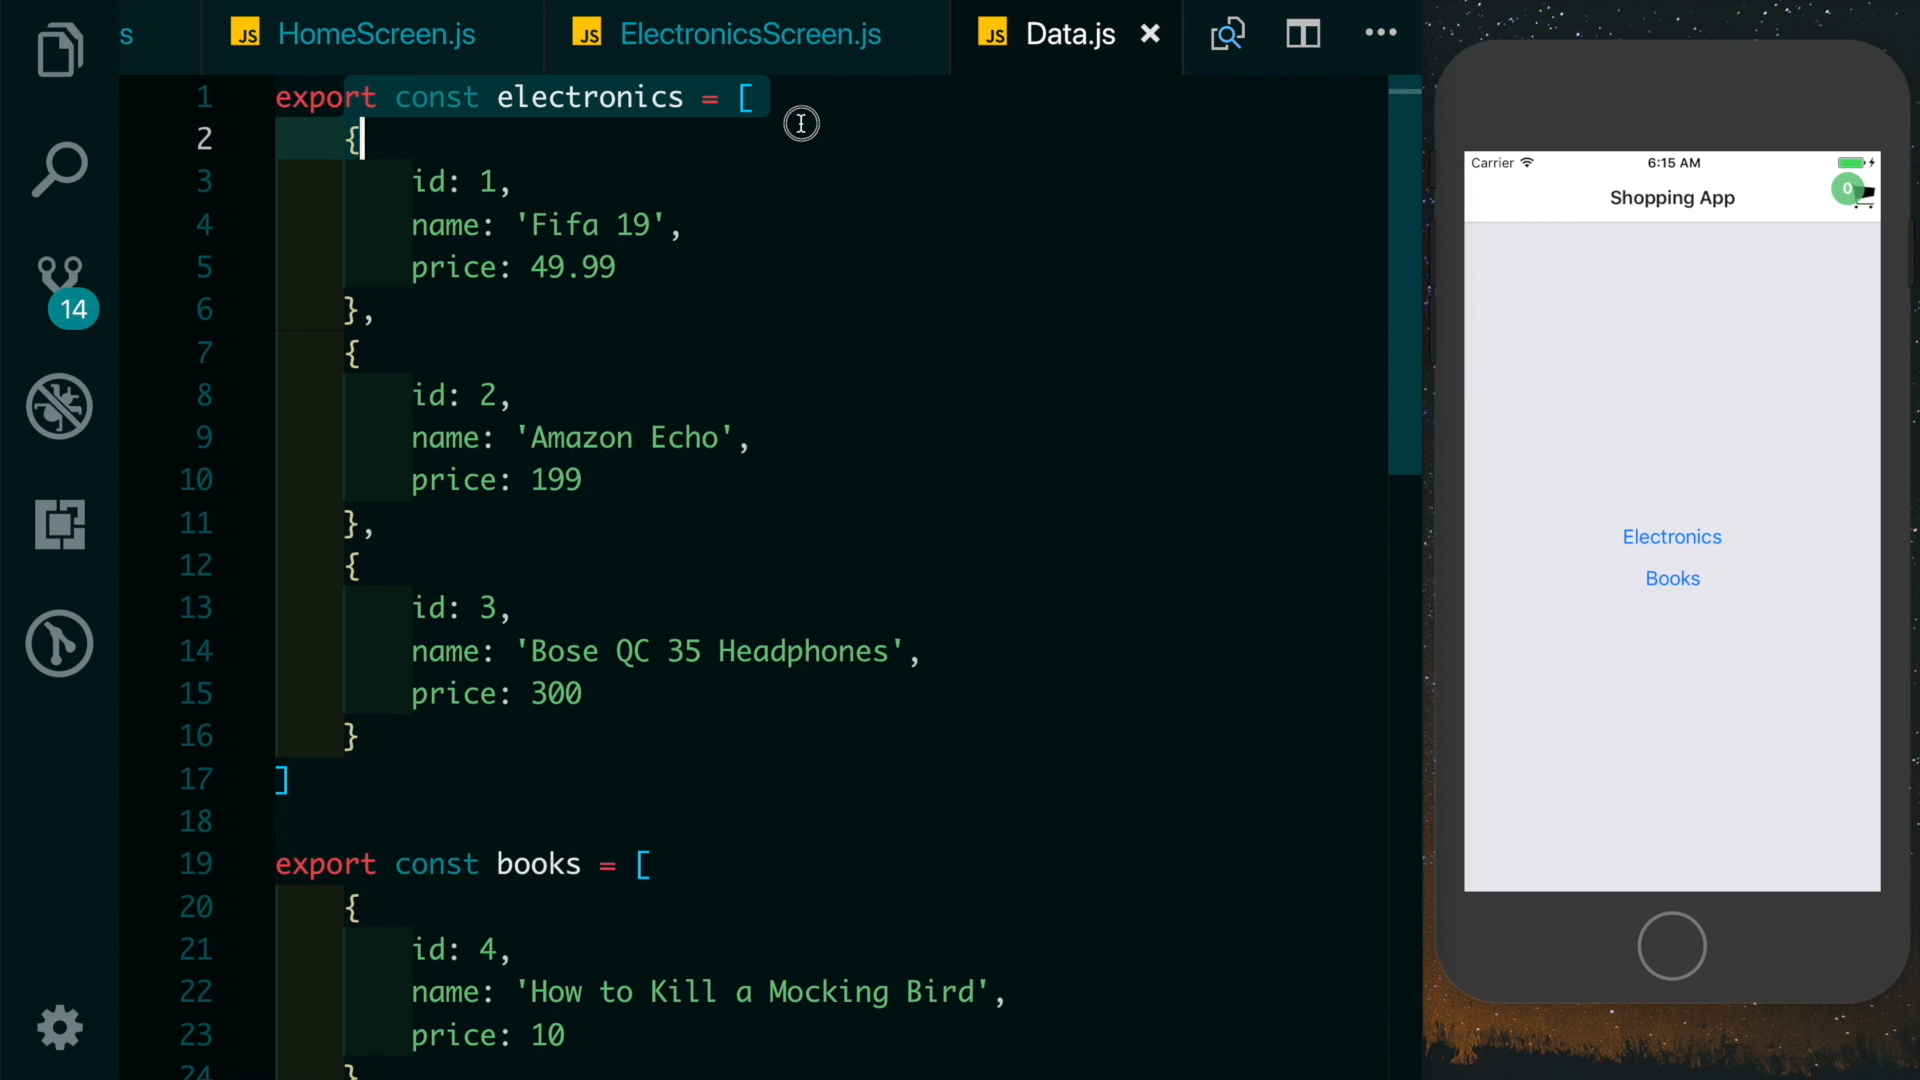 s
JS HomeScreen.js
JS ElectronicsScreen.js
JS Data.js
14
1 export const electronics = [
2 {
3 id: 1,
4 name: 'Fifa 19',
5 price: 49.99
6 },
7 {
8 id: 2,
9 name: 'Amazon Echo',
10 price: 199
11 },
12 {
13 id: 3,
14 name: 'Bose QC 35 Headphones',
15 price: 300
16 }
17 ]
18
19 export const books = [
20 {
21 id: 4,
22 name: 'How to Kill a Mocking Bird',
23 price: 10
24 }
Carrier 6:15 AM
Shopping App
0
Electronics
Books